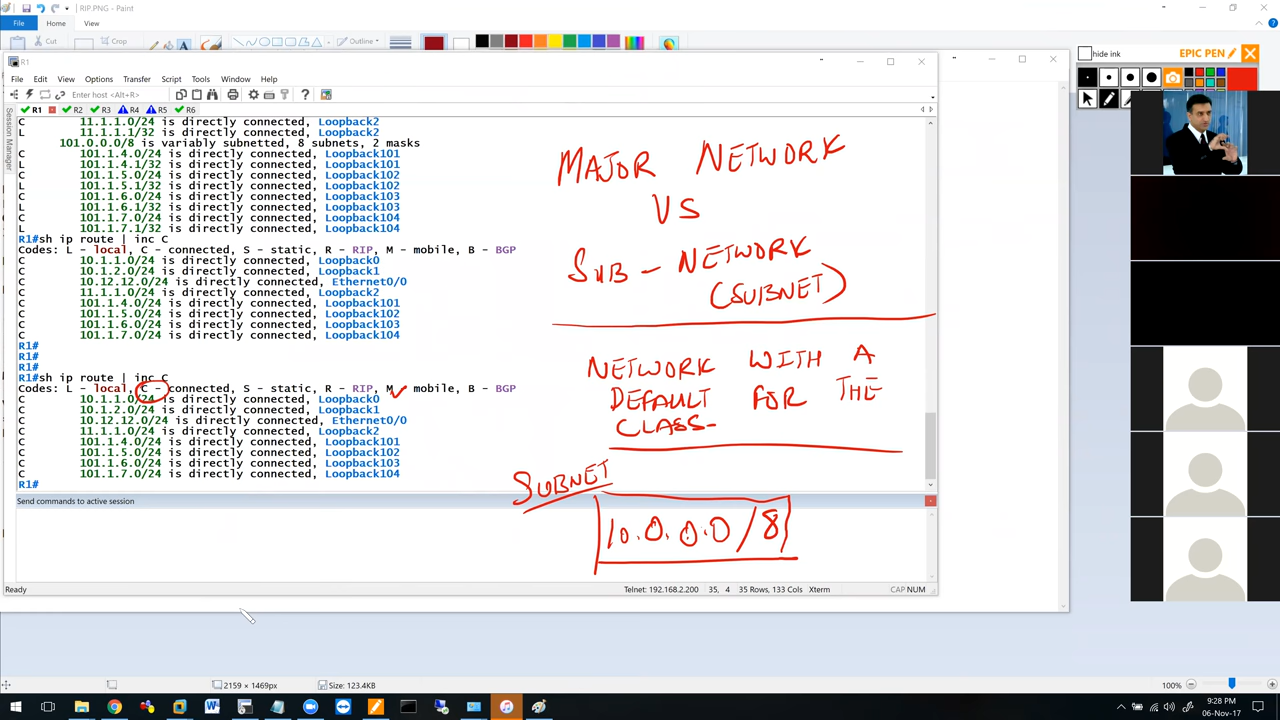 RIP.PNG - Paint
File Home View
Cut Crop Outline
hide ink EPIC PEN
R1
File Edit View Options Transfer Script Tools Window Help
Enter host <Alt+R>
R1 R2 R3 R4 R5 R6
Session Manager
C 11.1.1.0/24 is directly connected, Loopback2
L 11.1.1.1/32 is directly connected, Loopback2
101.0.0.0/8 is variably subnetted, 8 subnets, 2 masks
C 101.1.4.0/24 is directly connected, Loopback101
L 101.1.4.1/32 is directly connected, Loopback101
C 101.1.5.0/24 is directly connected, Loopback102
L 101.1.5.1/32 is directly connected, Loopback102
C 101.1.6.0/24 is directly connected, Loopback103
L 101.1.6.1/32 is directly connected, Loopback103
C 101.1.7.0/24 is directly connected, Loopback104
L 101.1.7.1/32 is directly connected, Loopback104
R1#sh ip route | inc C
Codes: L - local, C - connected, S - static, R - RIP, M - mobile, B - BGP
C 10.1.1.0/24 is directly connected, Loopback0
C 10.1.2.0/24 is directly connected, Loopback1
C 10.12.12.0/24 is directly connected, Ethernet0/0
C 11.1.1.0/24 is directly connected, Loopback2
C 101.1.4.0/24 is directly connected, Loopback101
C 101.1.5.0/24 is directly connected, Loopback102
C 101.1.6.0/24 is directly connected, Loopback103
C 101.1.7.0/24 is directly connected, Loopback104
R1#
R1#
R1#
R1#sh ip route | inc C
Codes: L - local, C - connected, S - static, R - RIP, M - mobile, B - BGP
C 10.1.1.0/24 is directly connected, Loopback0
C 10.1.2.0/24 is directly connected, Loopback1
C 10.12.12.0/24 is directly connected, Ethernet0/0
C 11.1.1.0/24 is directly connected, Loopback2
C 101.1.4.0/24 is directly connected, Loopback101
C 101.1.5.0/24 is directly connected, Loopback102
C 101.1.6.0/24 is directly connected, Loopback103
C 101.1.7.0/24 is directly connected, Loopback104
R1#
MAJOR NETWORK
VS
SUB - NETWORK
(SUBNET)
NETWORK WITH A
DEFAULT FOR THE
CLASS-
SUBNET
10.0.0.0/8
Send commands to active session
Ready Telnet: 192.168.2.200 35, 4 35 Rows, 133 Cols Xterm CAP NUM
2159 × 1469px Size: 123.4KB 100%
9:28 PM
06-Nov-17